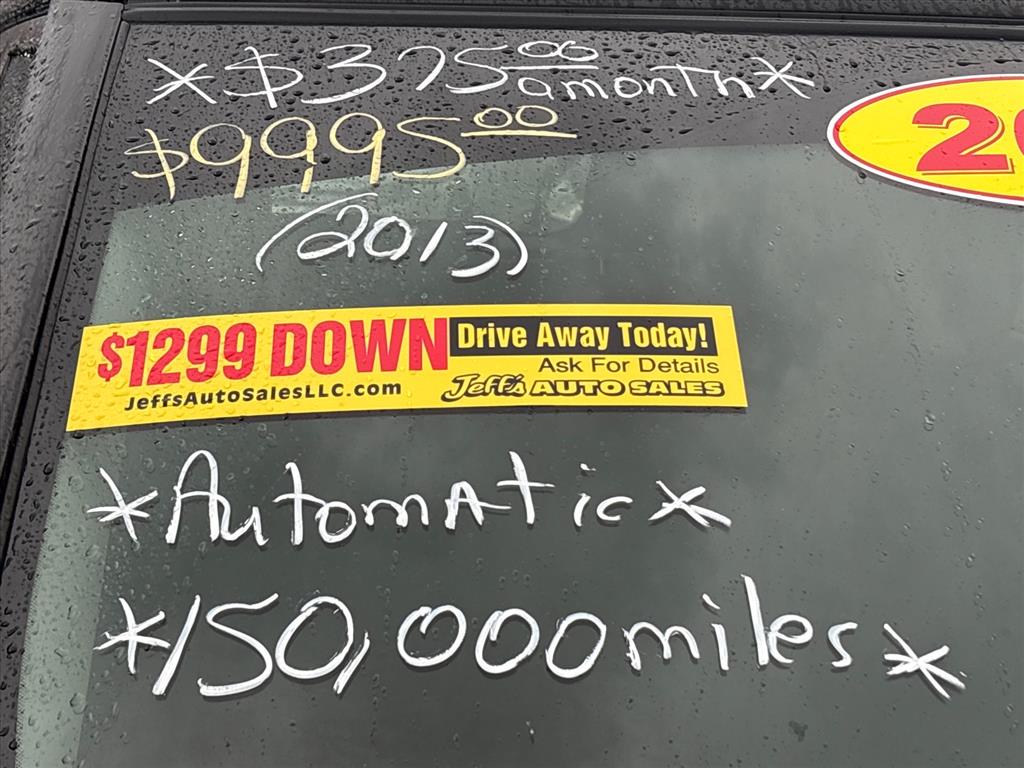 *$375.00 a month*
$9995.00
20
(2013)
$1299 DOWN Drive Away Today!
Ask For Details
JeffsAutoSalesLLC.com Jeff's AUTO SALES
*Automatic*
*150,000 miles*